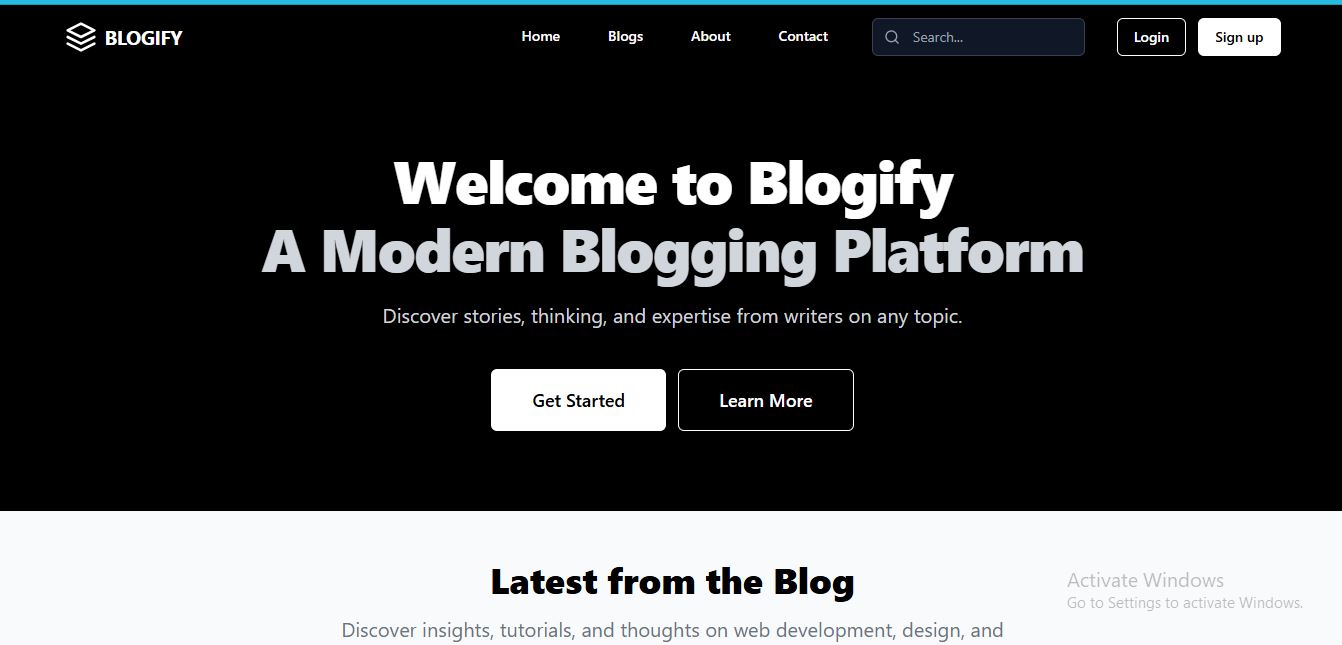 BLOGIFY Home Blogs About Contact Search... Login Sign up
Welcome to Blogify
A Modern Blogging Platform
Discover stories, thinking, and expertise from writers on any topic.
Get Started Learn More
Latest from the Blog
Discover insights, tutorials, and thoughts on web development, design, and
Activate Windows
Go to Settings to activate Windows.